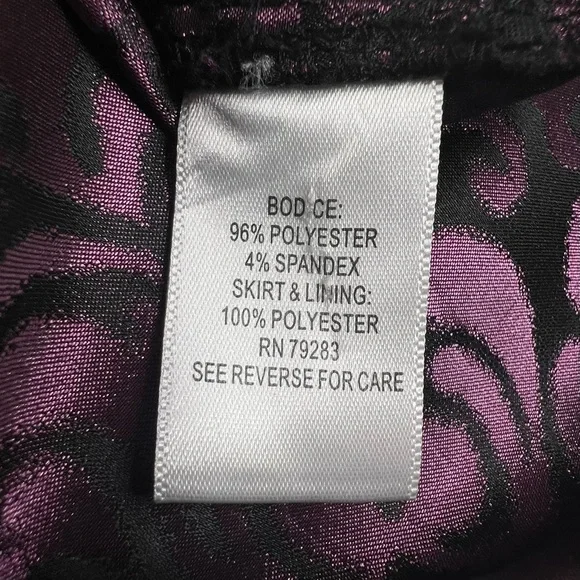 BOD CE:
96% POLYESTER
4% SPANDEX
SKIRT & LINING:
100% POLYESTER
RN 79283
SEE REVERSE FOR CARE